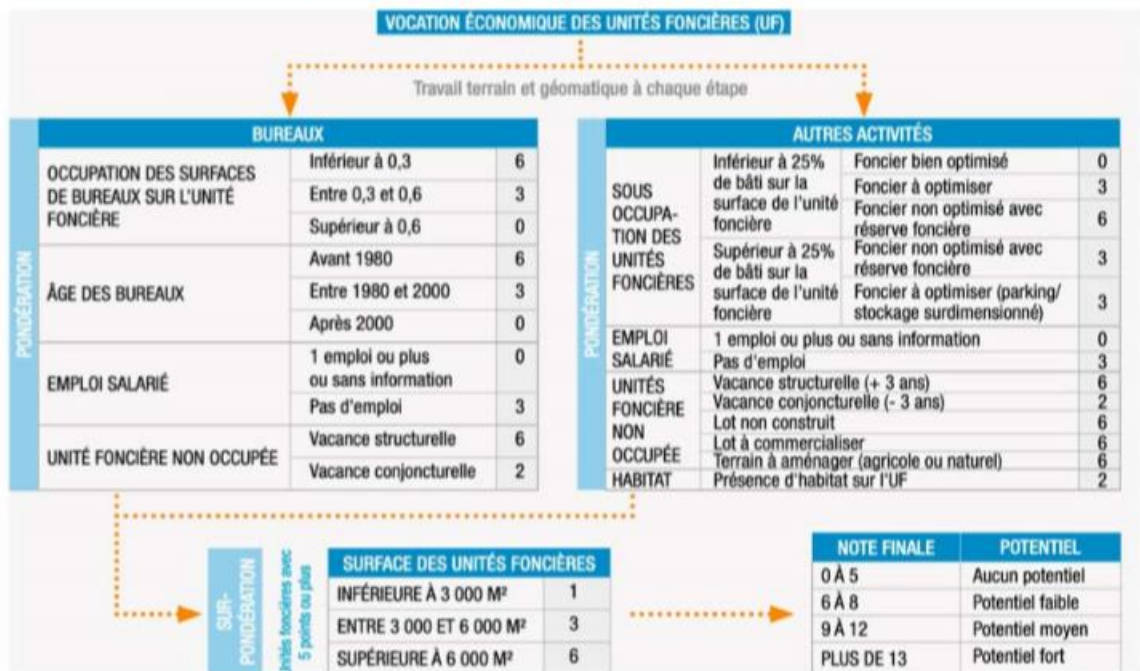 VOCATION ÉCONOMIQUE DES UNITÉS FONCIÈRES (UF)
Travail terrain et géomatique à chaque étape
PONDÉRATION
BUREAUX
OCCUPATION DES SURFACES
DE BUREAUX SUR L'UNITÉ
FONCIÈRE
Inférieur à 0,3 6
Entre 0,3 et 0,6 3
Supérieur à 0,6 0
ÂGE DES BUREAUX
Avant 1980 6
Entre 1980 et 2000 3
Après 2000 0
EMPLOI SALARIÉ
1 emploi ou plus 0
ou sans information
Pas d'emploi 3
UNITÉ FONCIÈRE NON OCCUPÉE
Vacance structurelle 6
Vacance conjoncturelle 2
PONDÉRATION
AUTRES ACTIVITÉS
SOUS
OCCUPA-
TION DES
UNITÉS
FONCIÈRES
Inférieur à 25%
de bâti sur la
surface de l'unité
foncière
Foncier bien optimisé 0
Foncier à optimiser 3
Foncier non optimisé avec
réserve foncière 6
Supérieur à 25%
de bâti sur la
surface de l'unité
foncière
Foncier non optimisé avec
réserve foncière 3
Foncier à optimiser (parking/
stockage surdimensionné) 3
EMPLOI
SALARIÉ
1 emploi ou plus ou sans information 0
Pas d'emploi 3
UNITÉS
FONCIÈRE
NON
OCCUPÉE
Vacance structurelle (+ 3 ans) 6
Vacance conjoncturelle (- 3 ans) 2
Lot non construit 6
Lot à commercialiser 6
Terrain à aménager (agricole ou naturel) 6
HABITAT Présence d'habitat sur l'UF 2
SUR-
PONDÉRATION
Unités foncières avec
5 points ou plus
SURFACE DES UNITÉS FONCIÈRES
INFÉRIEURE À 3 000 M² 1
ENTRE 3 000 ET 6 000 M² 3
SUPÉRIEURE À 6 000 M² 6
NOTE FINALE POTENTIEL
0 À 5 Aucun potentiel
6 À 8 Potentiel faible
9 À 12 Potentiel moyen
PLUS DE 13 Potentiel fort